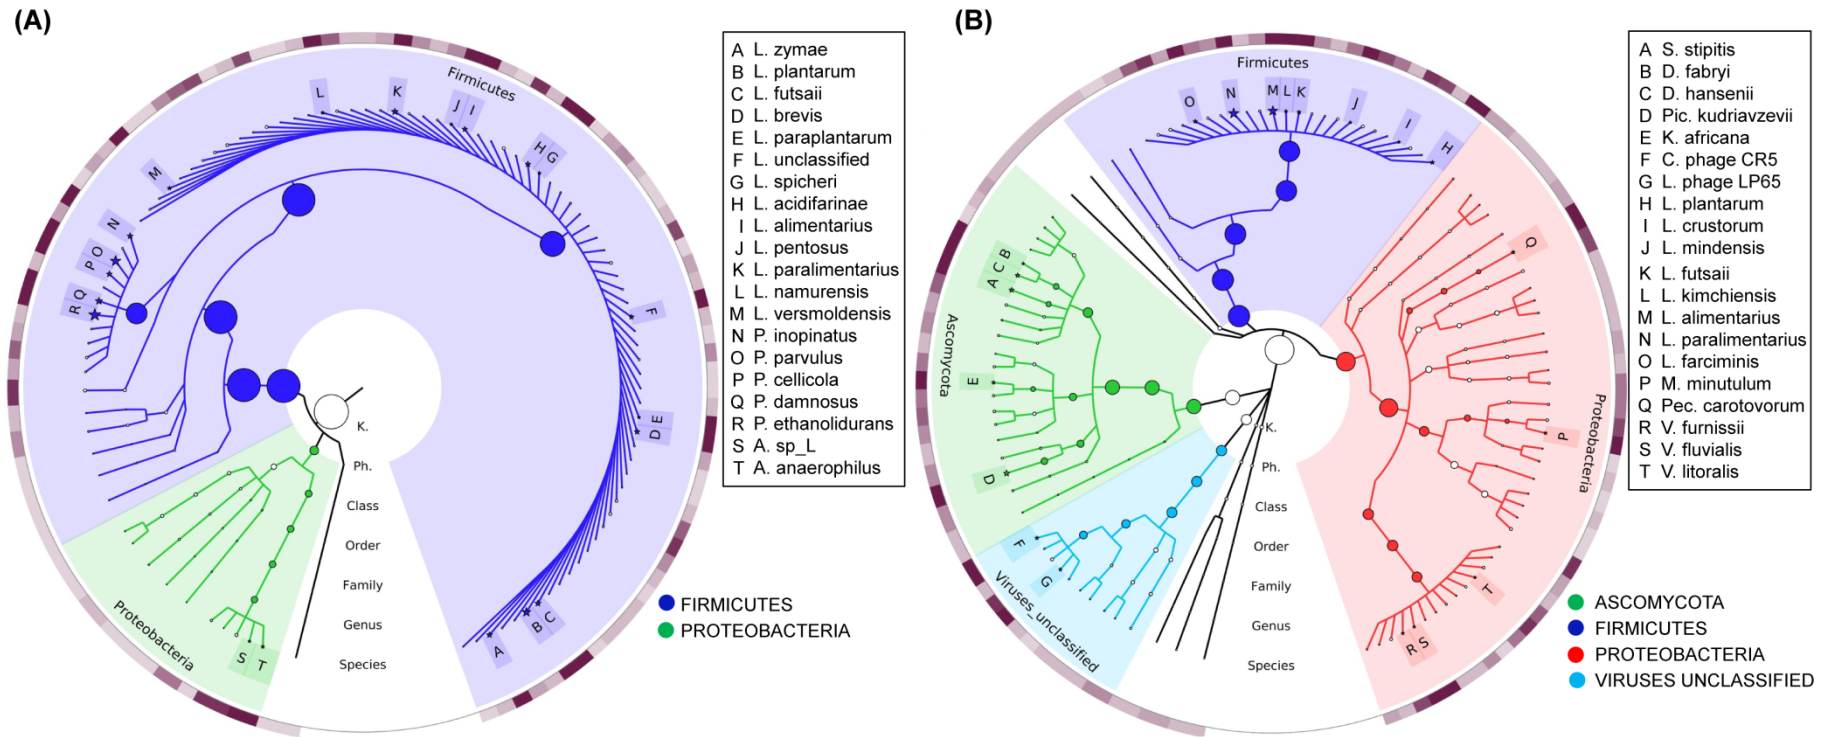 (A)
Firmicutes
L
K
J I
H G
M
N
P O
R Q
F
D E
B C
A
S T
Proteobacteria
K.
Ph.
Class
Order
Family
Genus
Species
A L. zymae
B L. plantarum
C L. futsaii
D L. brevis
E L. paraplantarum
F L. unclassified
G L. spicheri
H L. acidifarinae
I L. alimentarius
J L. pentosus
K L. paralimentarius
L L. namurensis
M L. versmoldensis
N P. inopinatus
O P. parvulus
P P. cellicola
Q P. damnosus
R P. ethanolidurans
S A. sp_L
T A. anaerophilus
FIRMICUTES
PROTEOBACTERIA
(B)
Firmicutes
O
N
M L K
J
I
H
Q
P
T
R S
A C B
E
D
F
G
Ascomycota
Proteobacteria
Viruses_unclassified
K.
Ph.
Class
Order
Family
Genus
Species
A S. stipitis
B D. fabryi
C D. hansenii
D Pic. kudriavzevii
E K. africana
F C. phage CR5
G L. phage LP65
H L. plantarum
I L. crustorum
J L. mindensis
K L. futsaii
L L. kimchiensis
M L. alimentarius
N L. paralimentarius
O L. farciminis
P M. minutulum
Q Pec. carotovorum
R V. furnissii
S V. fluvialis
T V. litoralis
ASCOMYCOTA
FIRMICUTES
PROTEOBACTERIA
VIRUSES UNCLASSIFIED